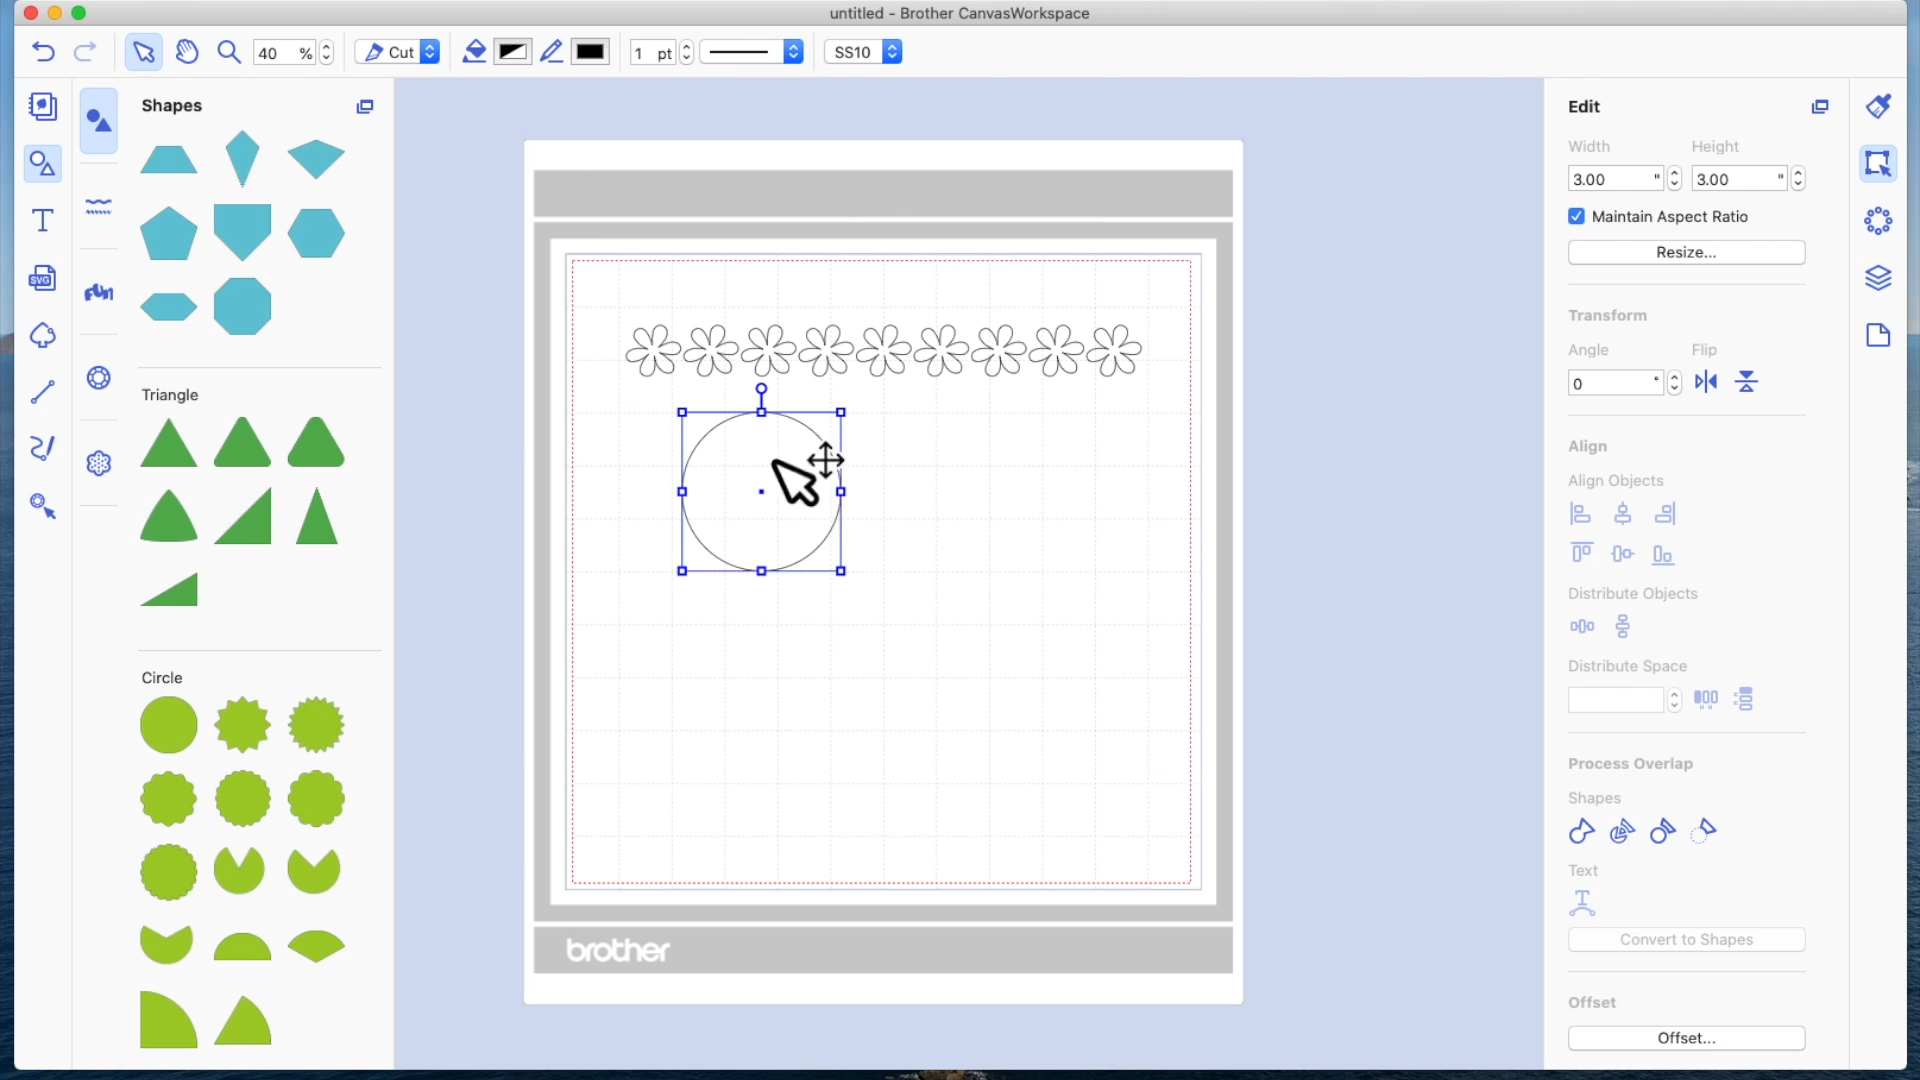 untitled - Brother CanvasWorkspace
40 %
Cut
1 pt
SS10
Shapes
Triangle
Circle
T
SVG
Fun
brother
Edit
Width
Height
3.00 "
3.00 "
Maintain Aspect Ratio
Resize...
Transform
Angle
Flip
0 °
Align
Align Objects
Distribute Objects
Distribute Space
Process Overlap
Shapes
Text
Convert to Shapes
Offset
Offset...